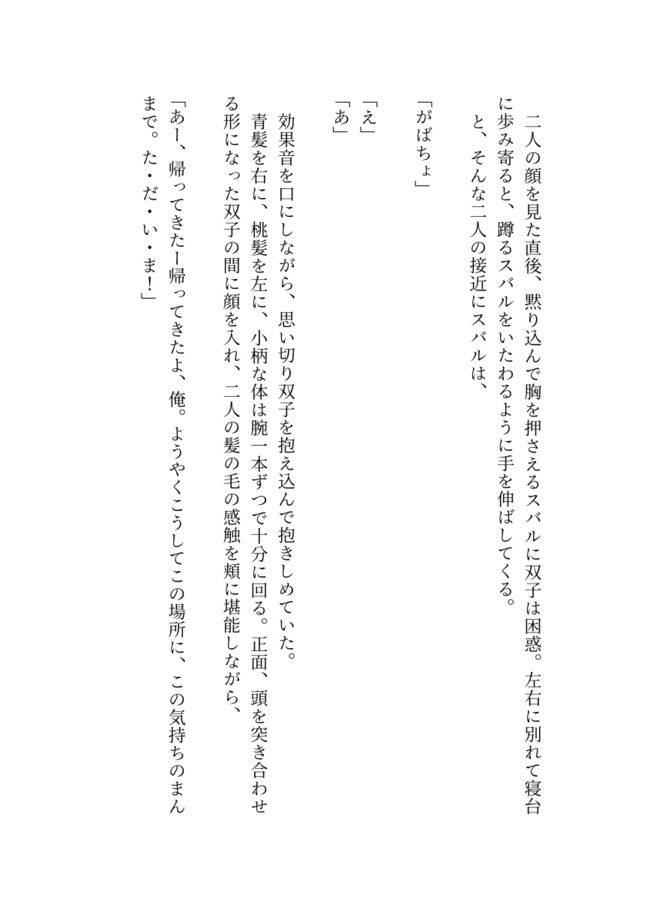 二人の顔を見た直後、黙り込んで胸を押さえるスバルに双子は困惑。左右に別れて寝台
に歩み寄ると、蹲るスバルをいたわるように手を伸ばしてくる。
　と、そんな二人の接近にスバルは、
「がばちょ」
「え」
「あ」
　効果音を口にしながら、思い切り双子を抱え込んで抱きしめていた。
　青髪を右に、桃髪を左に、小柄な体は腕一本ずつで十分に回る。正面、頭を突き合わせ
る形になった双子の間に顔を入れ、二人の髪の毛の感触を頬に堪能しながら、
「あー、帰ってきたー帰ってきたよ、俺。ようやくこうしてこの場所に、この気持ちのまん
まで。た・だ・い・ま！」